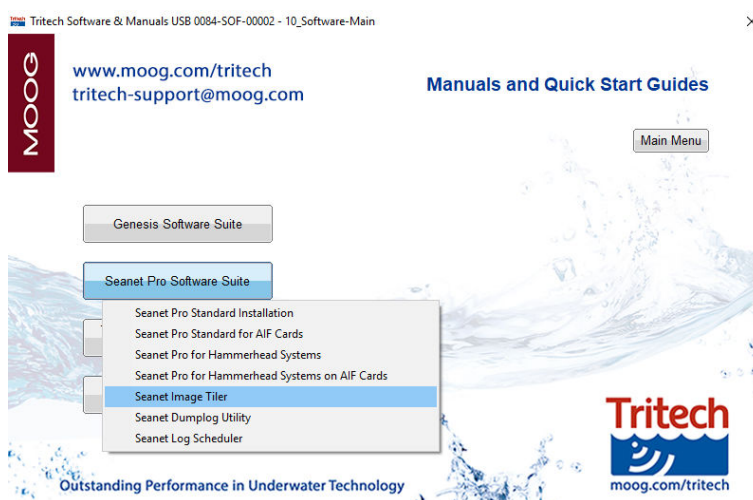 Tritech Software & Manuals USB 0084-SOF-00002 - 10_Software-Main
MOOG
www.moog.com/tritech
tritech-support@moog.com
Manuals and Quick Start Guides
Main Menu
Genesis Software Suite
Seanet Pro Software Suite
Seanet Pro Standard Installation
Seanet Pro Standard for AIF Cards
Seanet Pro for Hammerhead Systems
Seanet Pro for Hammerhead Systems on AIF Cards
Seanet Image Tiler
Seanet Dumplog Utility
Seanet Log Scheduler
Tritech
moog.com/tritech
Outstanding Performance in Underwater Technology